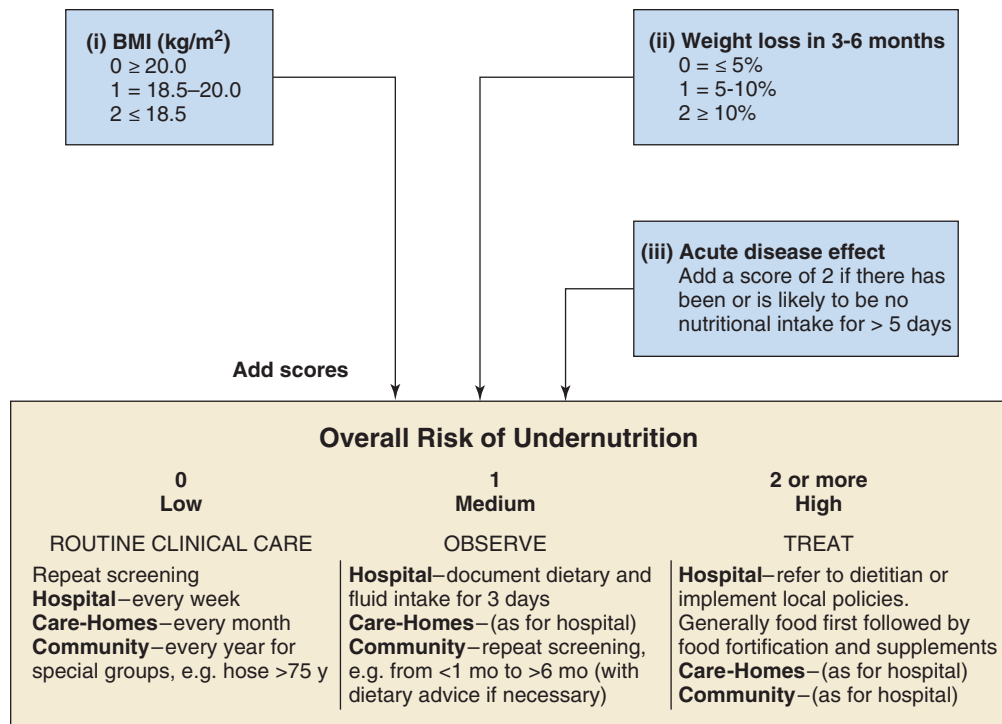 (i) BMI (kg/m²)
0 ≥ 20.0
1 = 18.5–20.0
2 ≤ 18.5
(ii) Weight loss in 3-6 months
0 = ≤ 5%
1 = 5-10%
2 ≥ 10%
(iii) Acute disease effect
Add a score of 2 if there has
been or is likely to be no
nutritional intake for > 5 days
Add scores
Overall Risk of Undernutrition
0
Low
ROUTINE CLINICAL CARE
Repeat screening
Hospital–every week
Care-Homes–every month
Community–every year for
special groups, e.g. hose >75 y
1
Medium
OBSERVE
Hospital–document dietary and
fluid intake for 3 days
Care-Homes–(as for hospital)
Community–repeat screening,
e.g. from <1 mo to >6 mo (with
dietary advice if necessary)
2 or more
High
TREAT
Hospital–refer to dietitian or
implement local policies.
Generally food first followed by
food fortification and supplements
Care-Homes–(as for hospital)
Community–(as for hospital)